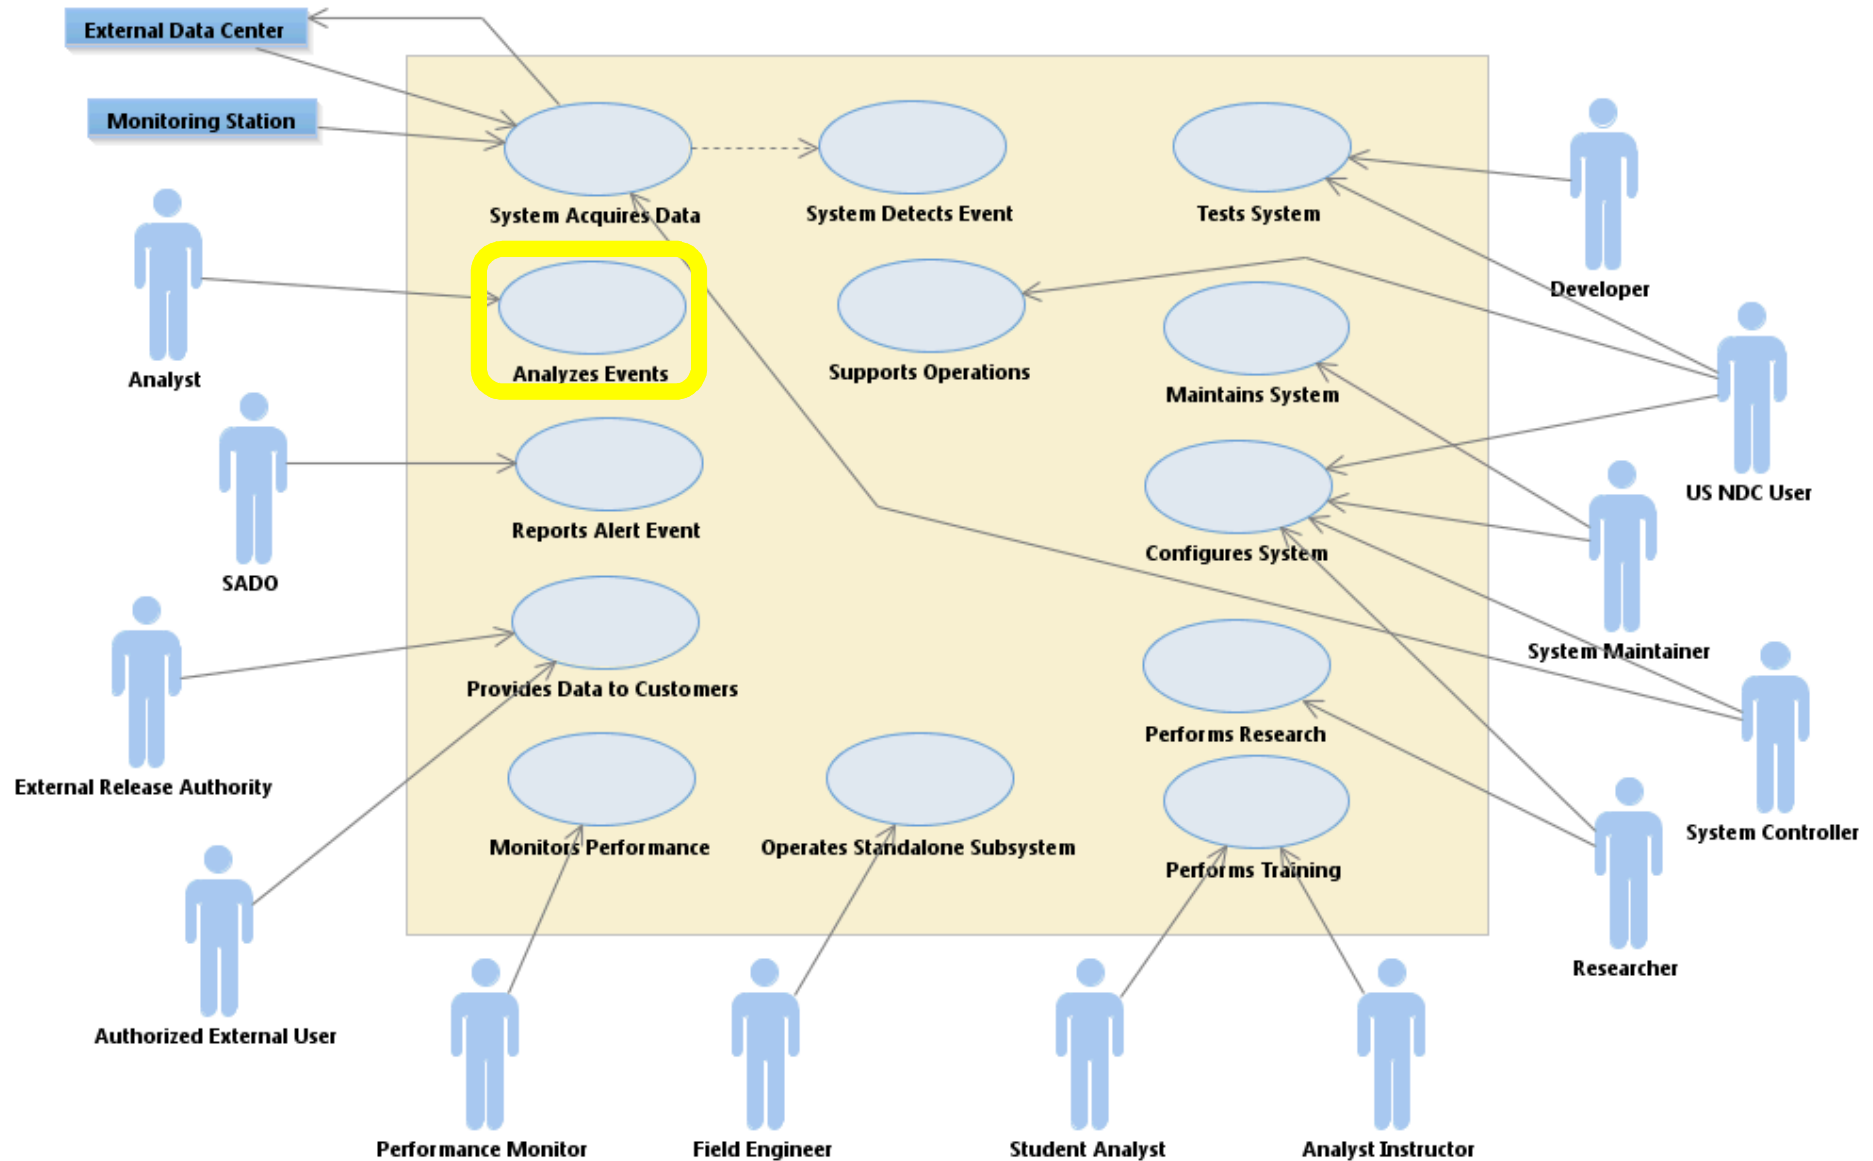 External Data Center
Monitoring Station
System Acquires Data
System Detects Event
Tests System
Developer
Analyst
Analyzes Events
Supports Operations
Maintains System
US NDC User
SADO
Reports Alert Event
Configures System
System Maintainer
External Release Authority
Provides Data to Customers
Performs Research
System Controller
Monitors Performance
Operates Standalone Subsystem
Performs Training
Researcher
Authorized External User
Performance Monitor
Field Engineer
Student Analyst
Analyst Instructor